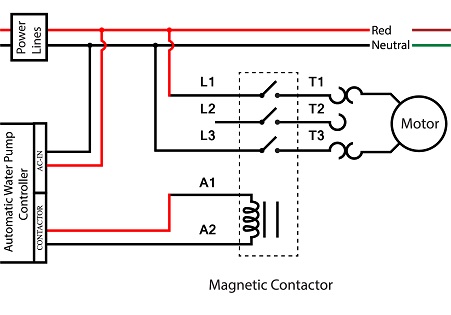 Power
Lines
Red
Neutral
L1
T1
L2
T2
L3
T3
Motor
Automatic Water Pump
Controller
AC-IN
CONTACTOR
A1
A2
Magnetic Contactor